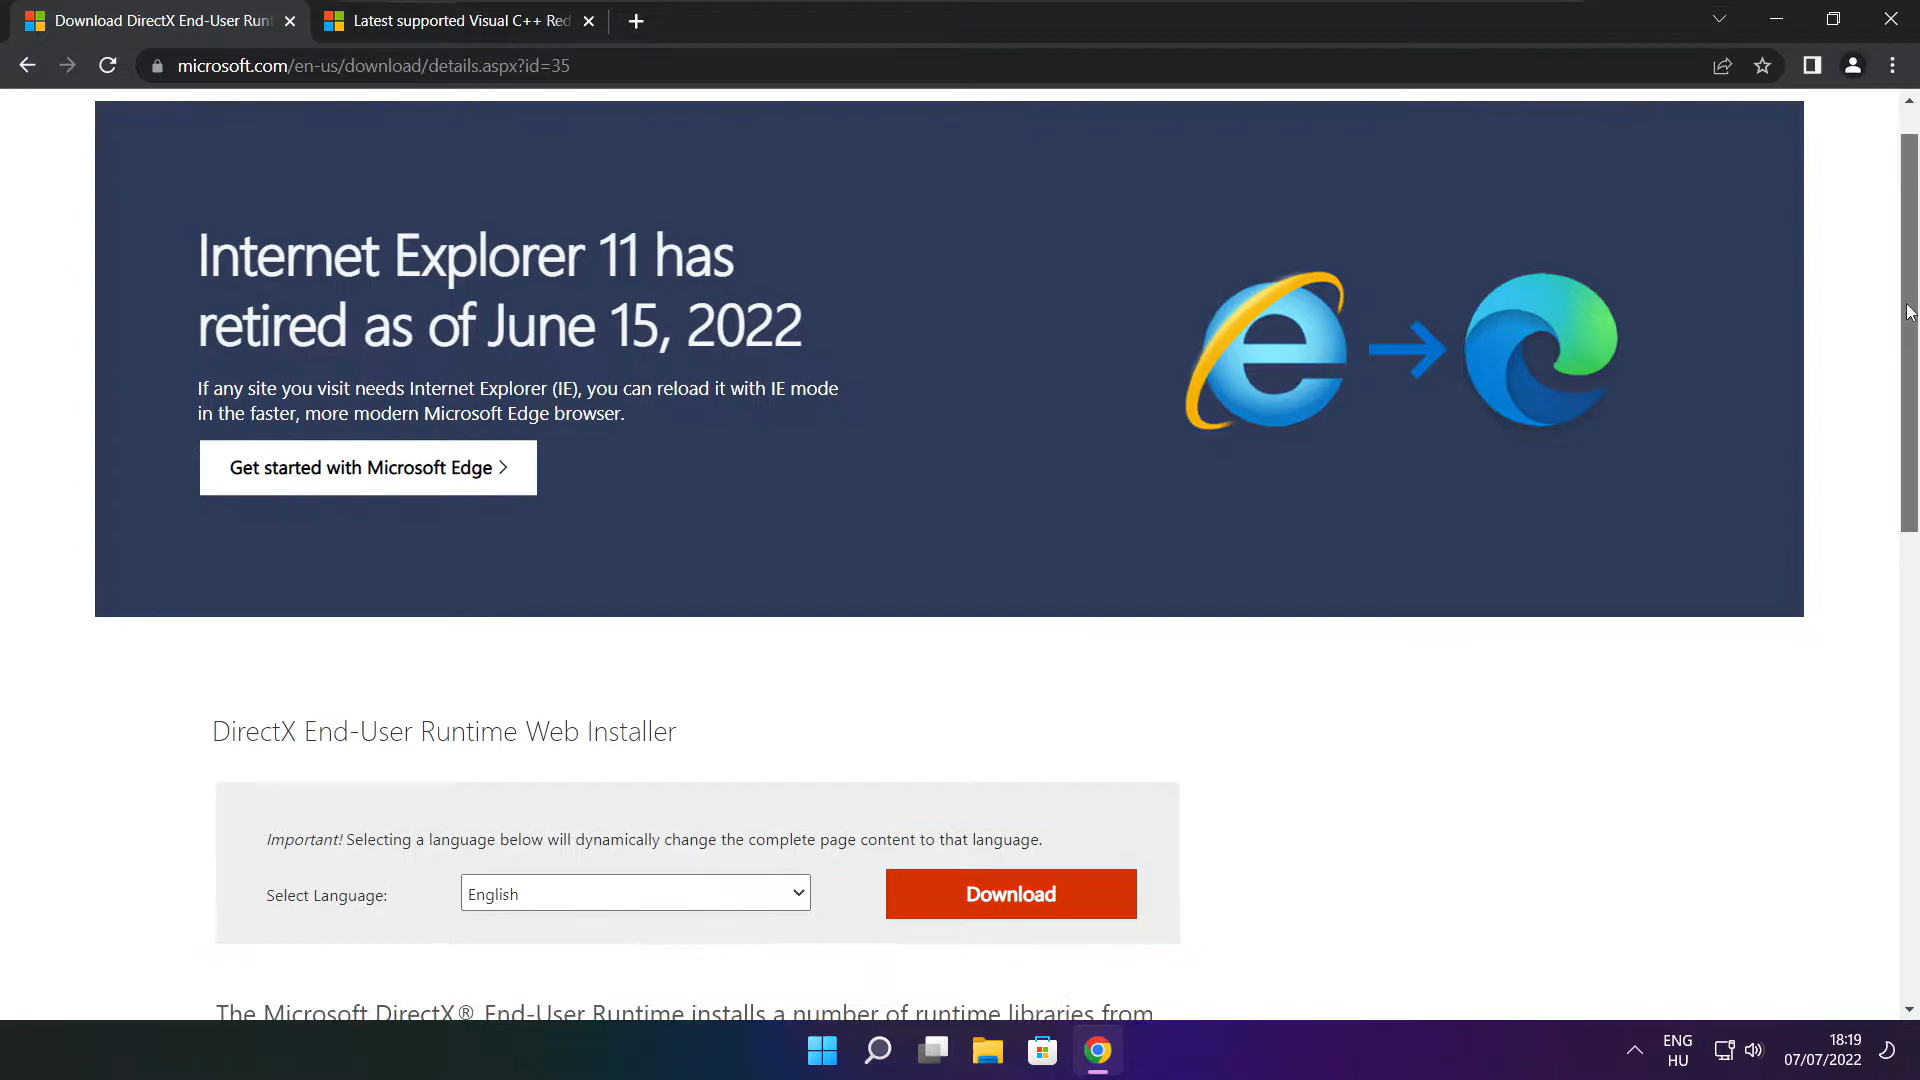 Download DirectX End-User Runt
Latest supported Visual C++ Red
microsoft.com/en-us/download/details.aspx?id=35
Internet Explorer 11 has
retired as of June 15, 2022
If any site you visit needs Internet Explorer (IE), you can reload it with IE mode
in the faster, more modern Microsoft Edge browser.
Get started with Microsoft Edge >
DirectX End-User Runtime Web Installer
Important! Selecting a language below will dynamically change the complete page content to that language.
Select Language:
English
Download
The Microsoft DirectX® End-User Runtime installs a number of runtime libraries from
ENG
HU
18:19
07/07/2022